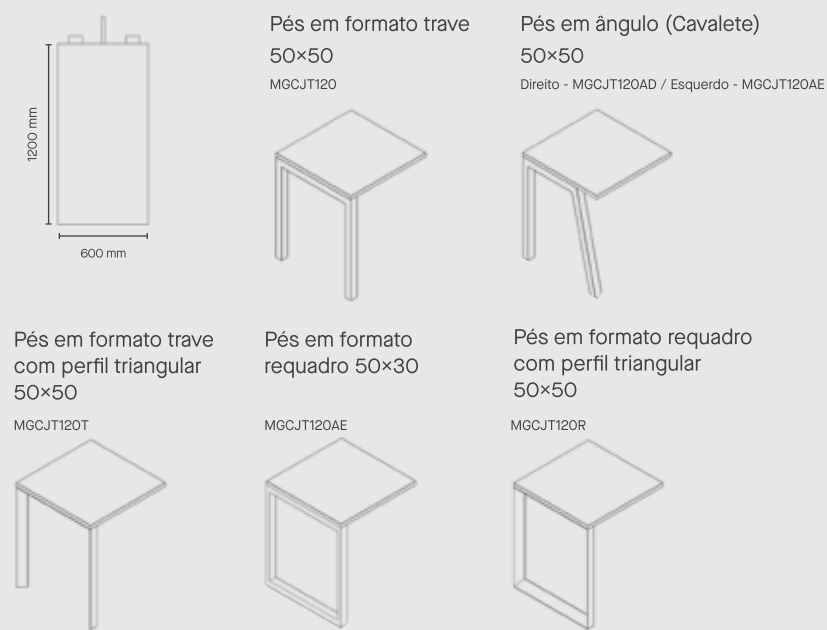 1200 mm
600 mm
Pés em formato trave
50×50
MGCJT120
Pés em ângulo (Cavalete)
50×50
Direito - MGCJT120AD / Esquerdo - MGCJT120AE
Pés em formato trave
com perfil triangular
50×50
MGCJT120T
Pés em formato
requadro 50×30
MGCJT120AE
Pés em formato requadro
com perfil triangular
50×50
MGCJT120R